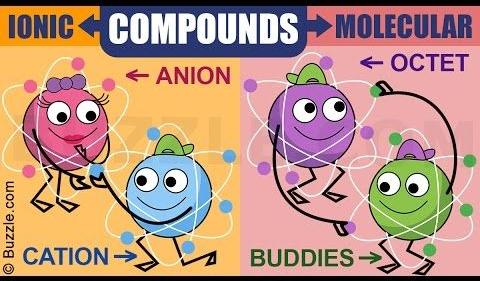 IONIC
COMPOUNDS
MOLECULAR
← ANION
← OCTET
CATION →
BUDDIES →
© Buzzle.com